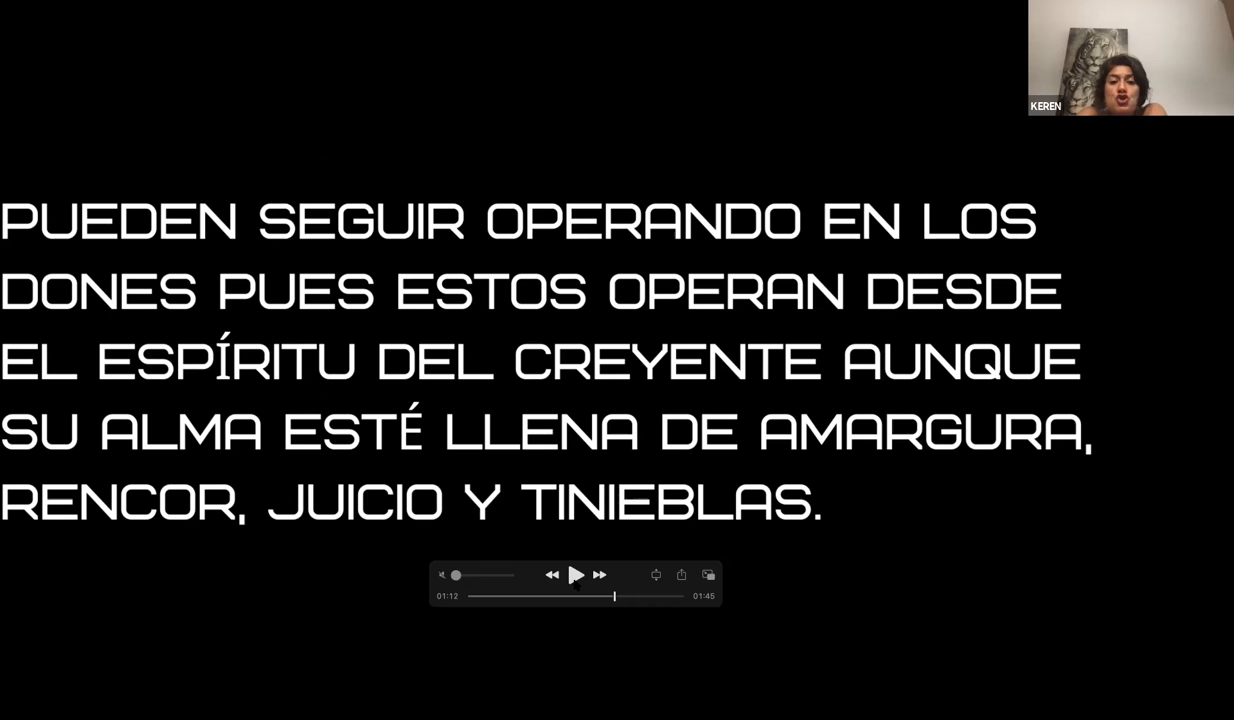 KEREN
PUEDEN SEGUIR OPERANDO EN LOS
DONES PUES ESTOS OPERAN DESDE
EL ESPÍRITU DEL CREYENTE AUNQUE
SU ALMA ESTÉ LLENA DE AMARGURA,
RENCOR, JUICIO Y TINIEBLAS.
01:12 01:45